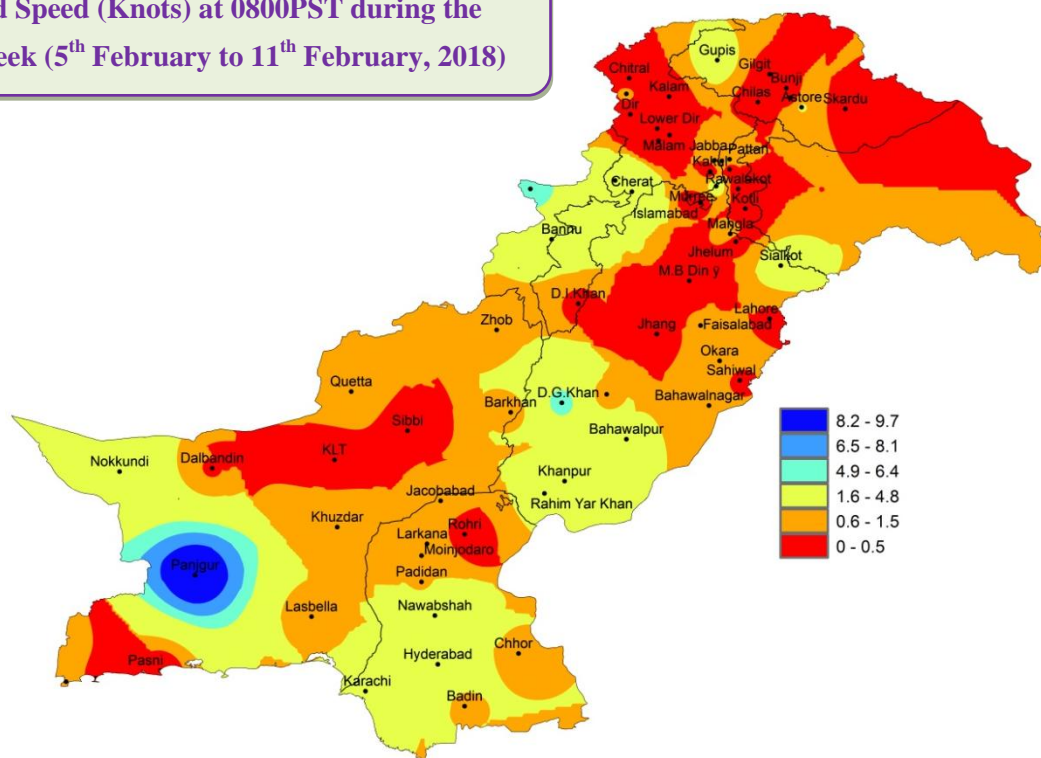 d Speed (Knots) at 0800PST during the
eek (5th February to 11th February, 2018)
Gupis
Gilgit
Chitral
Bunji
Kalam
Chilas
Astore
Skardu
Dir
Lower Dir
Malam Jabba
Pattan
Cherat
Rawalakot
Kotli
Islamabad
Mangla
Bannu
Jhelum
Sialkot
M.B Din y
D.I.Khan
Lahore
Zhob
Jhang
Faisalabad
Okara
Sahiwal
Quetta
D.G.Khan
Barkhan
Bahawalnagar
Sibbi
Bahawalpur
KLT
Nokkundi
Dalbandin
Khanpur
Jacobabad
Rahim Yar Khan
Khuzdar
Rohri
Larkana
Moinjodaro
Panjgur
Padidan
Lasbella
Nawabshah
Chhor
Hyderabad
Pasni
Karachi
Badin
8.2 - 9.7
6.5 - 8.1
4.9 - 6.4
1.6 - 4.8
0.6 - 1.5
0 - 0.5